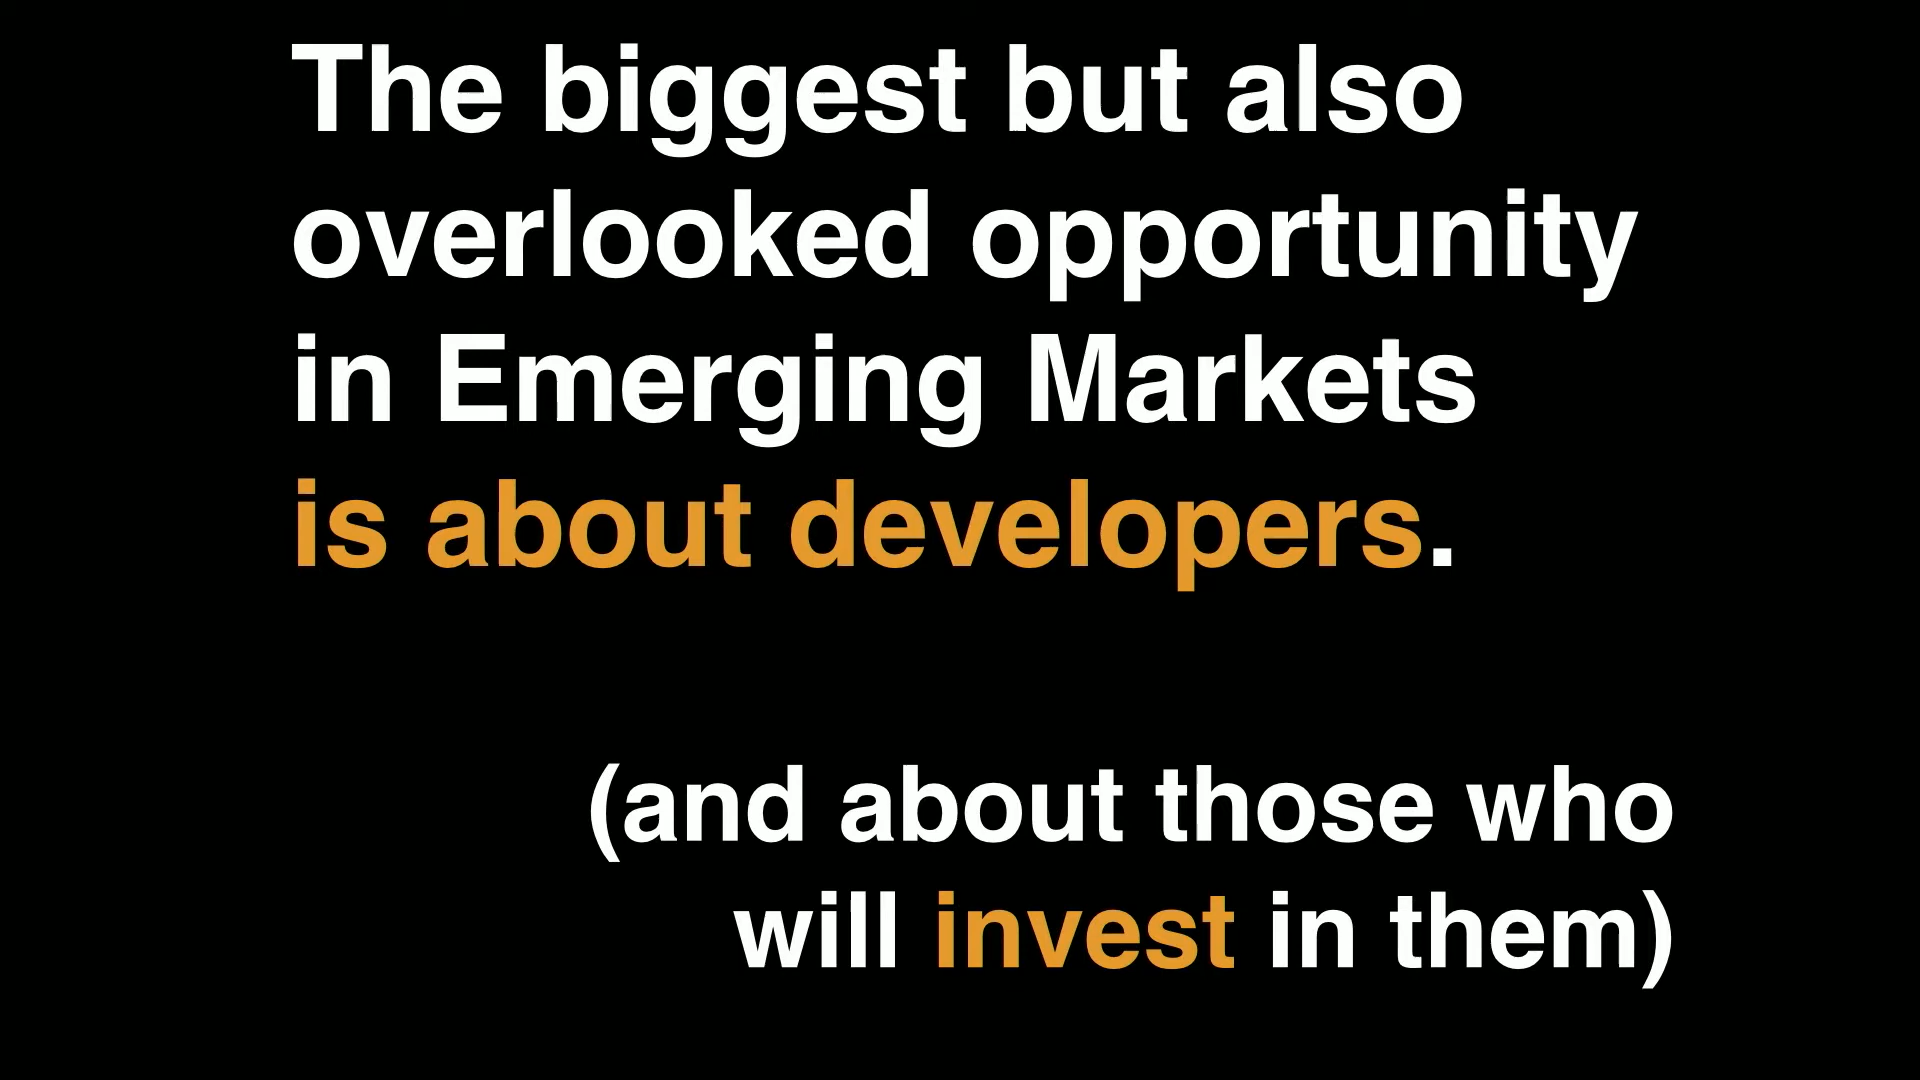 The biggest but also
overlooked opportunity
in Emerging Markets
is about developers.
(and about those who
will invest in them)